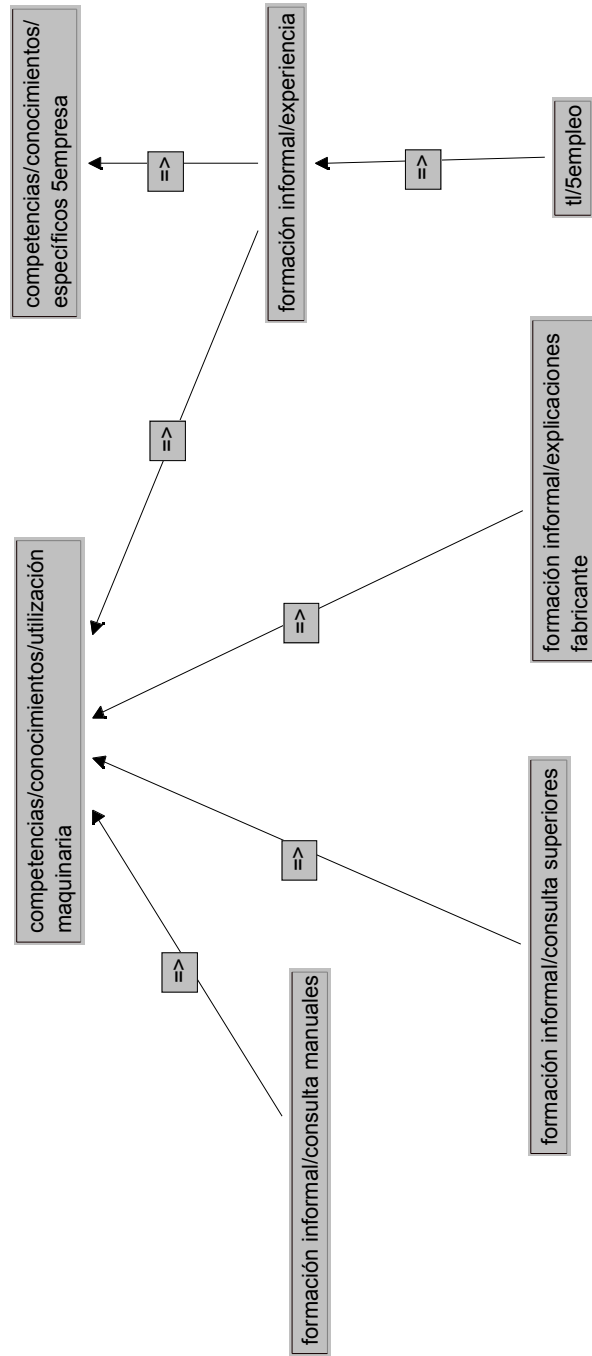 competencias/conocimientos/utilización
maquinaria
competencias/conocimientos/
específicos 5empresa
=>
=>
=>
formación informal/consulta manuales
=>
=>
formación informal/experiencia
=>
formación informal/consulta superiores
formación informal/explicaciones
fabricante
tl/5empleo